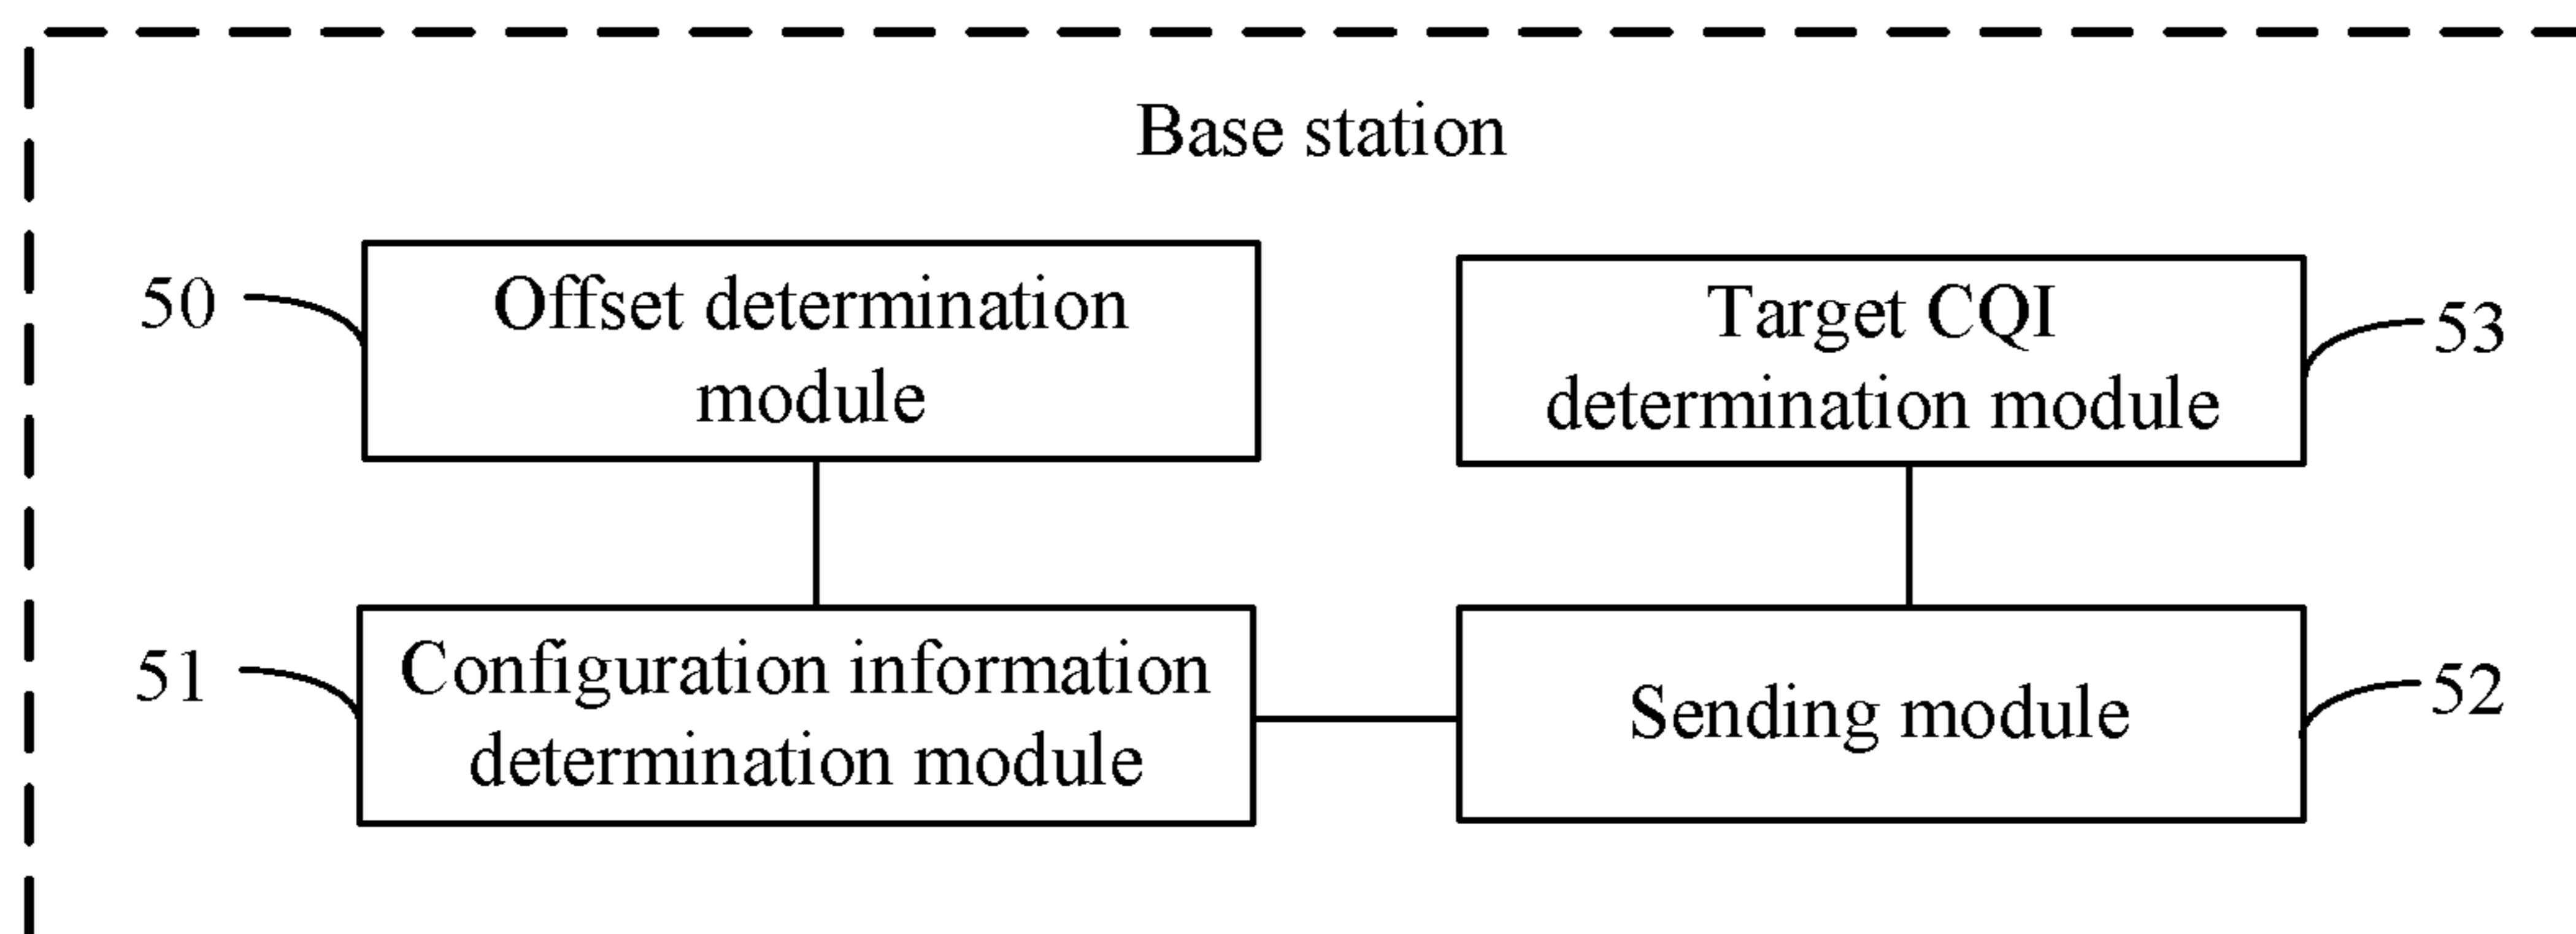 Base station
50
Offset determination
module
Target CQI
determination module
53
51
Configuration information
determination module
Sending module
52